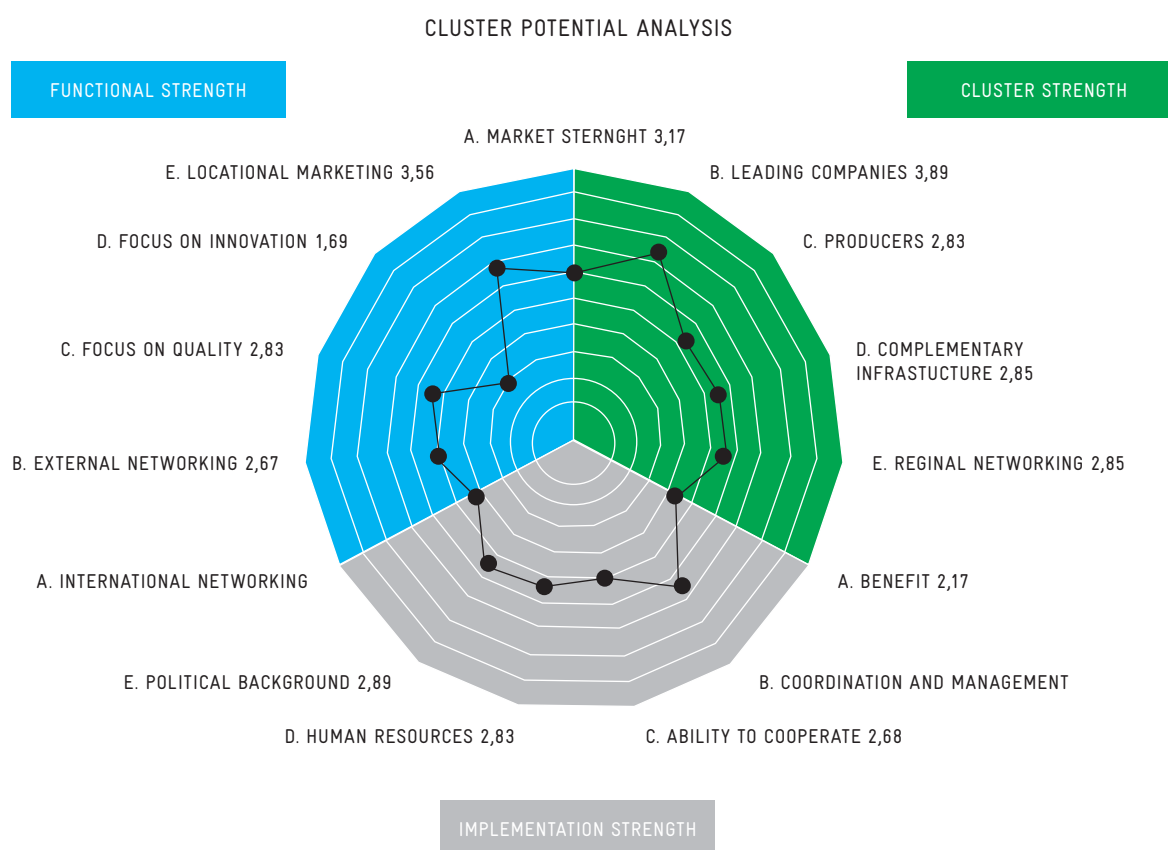 CLUSTER POTENTIAL ANALYSIS
FUNCTIONAL STRENGTH
CLUSTER STRENGTH
A. MARKET STERNGHT 3,17
E. LOCATIONAL MARKETING 3,56
B. LEADING COMPANIES 3,89
D. FOCUS ON INNOVATION 1,69
C. PRODUCERS 2,83
C. FOCUS ON QUALITY 2,83
D. COMPLEMENTARY
INFRASTUCTURE 2,85
B. EXTERNAL NETWORKING 2,67
E. REGINAL NETWORKING 2,85
A. INTERNATIONAL NETWORKING
A. BENEFIT 2,17
E. POLITICAL BACKGROUND 2,89
B. COORDINATION AND MANAGEMENT
D. HUMAN RESOURCES 2,83
C. ABILITY TO COOPERATE 2,68
IMPLEMENTATION STRENGTH